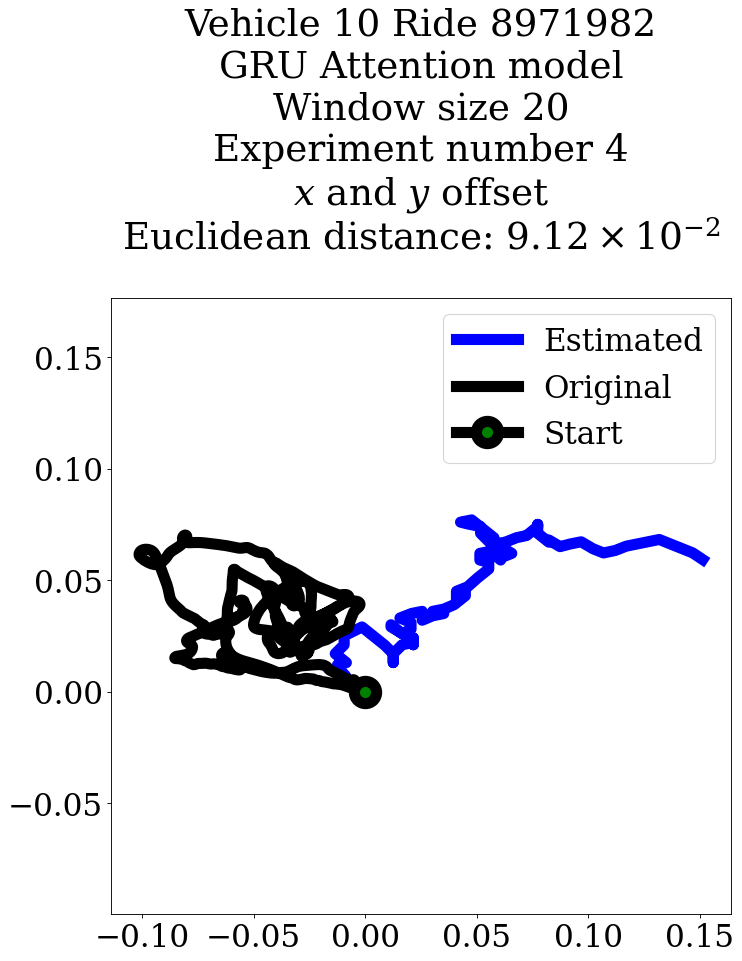 Vehicle 10 Ride 8971982
GRU Attention model
Window size 20
Experiment number 4
x and y offset
Euclidean distance: 9.12 × 10⁻²
Estimated
Original
Start
0.15
0.10
0.05
0.00
−0.05
−0.10 −0.05 0.00 0.05 0.10 0.15